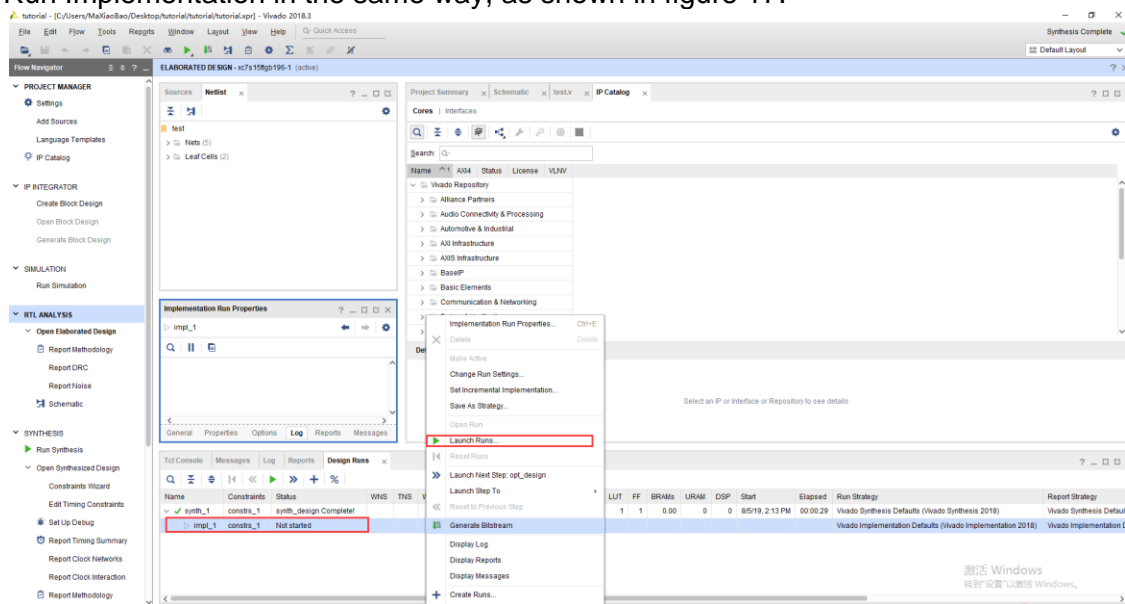 Run Implementation in the same way, as shown in figure 17.
tutorial - [C:/Users/MaXiaoBao/Desktop/tutorial/tutorial/tutorial.xpr] - Vivado 2018.3
File Edit Flow Tools Reports Window Layout View Help Q- Quick Access
Synthesis Complete
Default Layout
Flow Navigator
ELABORATED DESIGN - xc7s15ftgb196-1 (active)
PROJECT MANAGER
Settings
Add Sources
Language Templates
IP Catalog
IP INTEGRATOR
Create Block Design
Open Block Design
Generate Block Design
SIMULATION
Run Simulation
RTL ANALYSIS
Open Elaborated Design
Report Methodology
Report DRC
Report Noise
Schematic
SYNTHESIS
Run Synthesis
Open Synthesized Design
Constraints Wizard
Edit Timing Constraints
Set Up Debug
Report Timing Summary
Report Clock Networks
Report Clock Interaction
Report Methodology
Sources Netlist
test
Nets (5)
Leaf Cells (2)
Implementation Run Properties
impl_1
General Properties Options Log Reports Messages
Project Summary Schematic test.v IP Catalog
Cores | Interfaces
Search: Q-
Name ^1 AXI4 Status License VLNV
Vivado Repository
Alliance Partners
Audio Connectivity & Processing
Automotive & Industrial
AXI Infrastructure
AXIS Infrastructure
BaseIP
Basic Elements
Communication & Networking
Select an IP or Interface or Repository to see details
Implementation Run Properties... Ctrl+E
Delete Delete
Make Active
Change Run Settings...
Set Incremental Implementation...
Save As Strategy...
Open Run
Launch Runs...
Reset Runs
Launch Next Step: opt_design
Launch Step To
Reset to Previous Step
Generate Bitstream
Display Log
Display Reports
Display Messages
Create Runs...
Tcl Console Messages Log Reports Design Runs
Name Constraints Status WNS TNS LUT FF BRAMs URAM DSP Start Elapsed Run Strategy Report Strategy
synth_1 constrs_1 synth_design Complete! 1 1 0.00 0 0 8/5/19, 2:13 PM 00:00:29 Vivado Synthesis Defaults (Vivado Synthesis 2018) Vivado Synthesis Defaul
impl_1 constrs_1 Not started Vivado Implementation Defaults (Vivado Implementation 2018) Vivado Implementation D
激活 Windows
转到"设置"以激活 Windows。